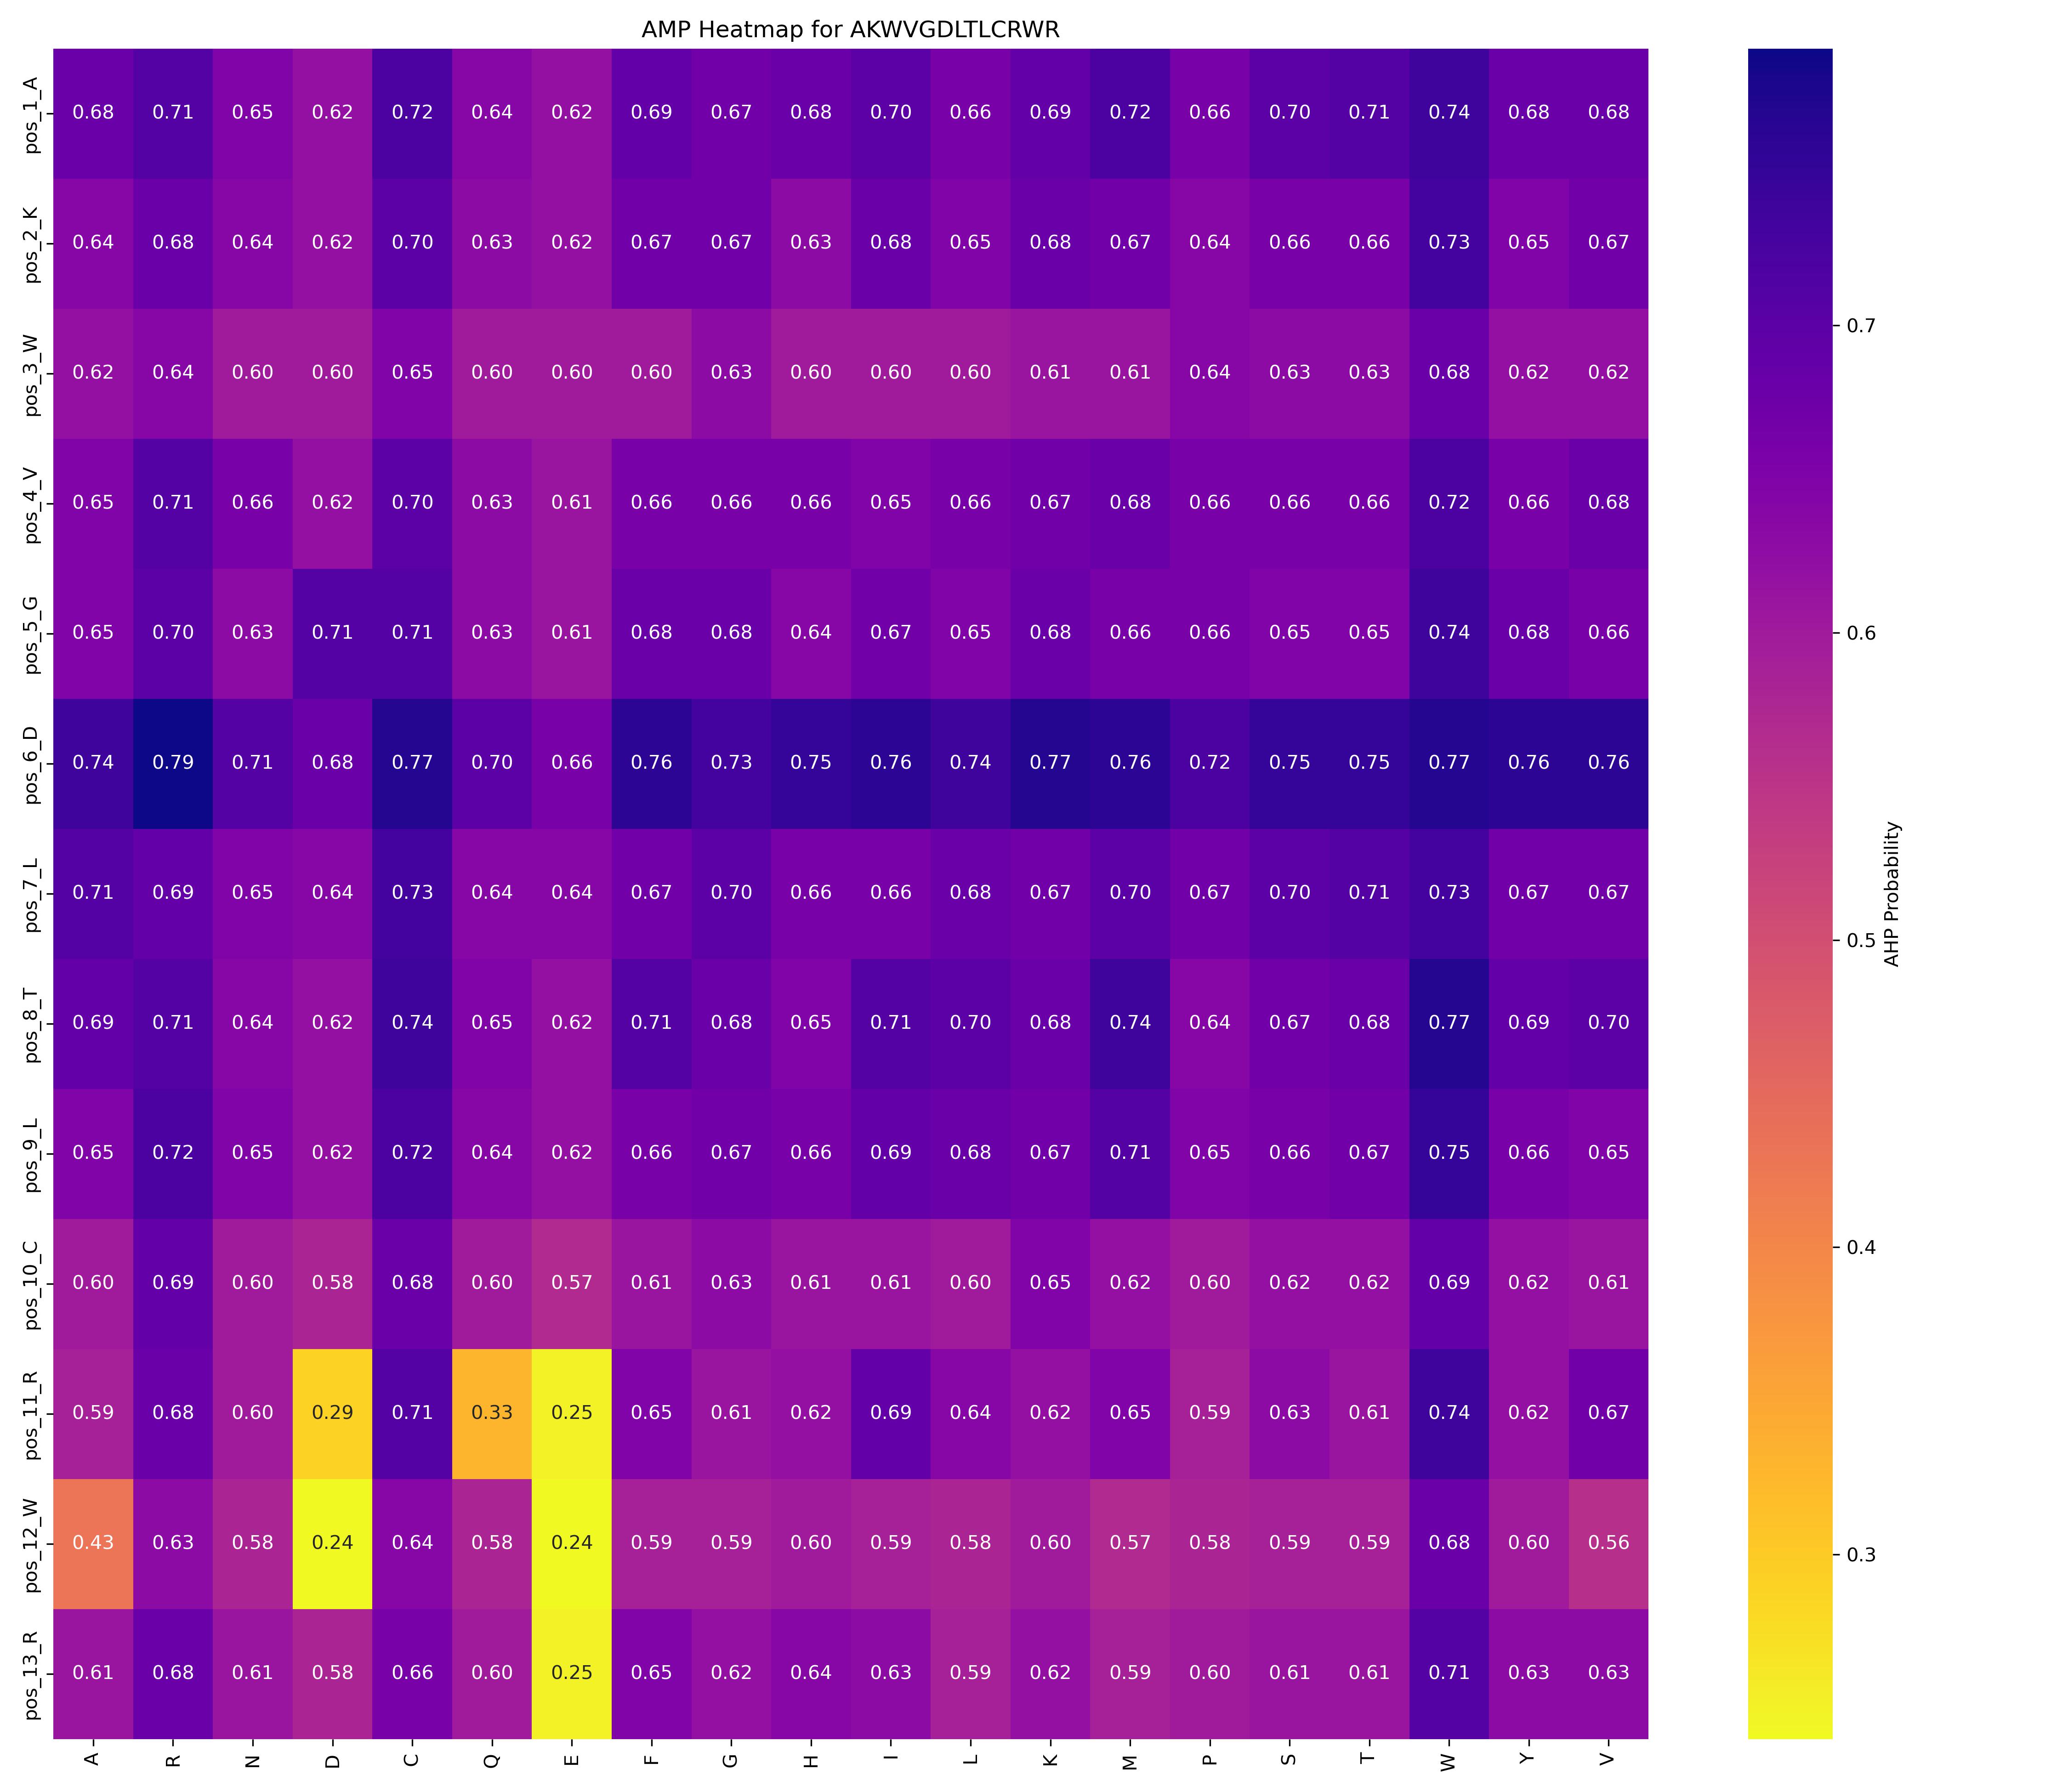 AMP Heatmap for AKWVGDLTLCRWR
pos_1_A 0.68 0.71 0.65 0.62 0.72 0.64 0.62 0.69 0.67 0.68 0.70 0.66 0.69 0.72 0.66 0.70 0.71 0.74 0.68 0.68
pos_2_K 0.64 0.68 0.64 0.62 0.70 0.63 0.62 0.67 0.67 0.63 0.68 0.65 0.68 0.67 0.64 0.66 0.66 0.73 0.65 0.67
pos_3_W 0.62 0.64 0.60 0.60 0.65 0.60 0.60 0.60 0.63 0.60 0.60 0.60 0.61 0.61 0.64 0.63 0.63 0.68 0.62 0.62
pos_4_V 0.65 0.71 0.66 0.62 0.70 0.63 0.61 0.66 0.66 0.66 0.65 0.66 0.67 0.68 0.66 0.66 0.66 0.72 0.66 0.68
pos_5_G 0.65 0.70 0.63 0.71 0.71 0.63 0.61 0.68 0.68 0.64 0.67 0.65 0.68 0.66 0.66 0.65 0.65 0.74 0.68 0.66
pos_6_D 0.74 0.79 0.71 0.68 0.77 0.70 0.66 0.76 0.73 0.75 0.76 0.74 0.77 0.76 0.72 0.75 0.75 0.77 0.76 0.76
pos_7_L 0.71 0.69 0.65 0.64 0.73 0.64 0.64 0.67 0.70 0.66 0.66 0.68 0.67 0.70 0.67 0.70 0.71 0.73 0.67 0.67
pos_8_T 0.69 0.71 0.64 0.62 0.74 0.65 0.62 0.71 0.68 0.65 0.71 0.70 0.68 0.74 0.64 0.67 0.68 0.77 0.69 0.70
pos_9_L 0.65 0.72 0.65 0.62 0.72 0.64 0.62 0.66 0.67 0.66 0.69 0.68 0.67 0.71 0.65 0.66 0.67 0.75 0.66 0.65
pos_10_C 0.60 0.69 0.60 0.58 0.68 0.60 0.57 0.61 0.63 0.61 0.61 0.60 0.65 0.62 0.60 0.62 0.62 0.69 0.62 0.61
pos_11_R 0.59 0.68 0.60 0.29 0.71 0.33 0.25 0.65 0.61 0.62 0.69 0.64 0.62 0.65 0.59 0.63 0.61 0.74 0.62 0.67
pos_12_W 0.43 0.63 0.58 0.24 0.64 0.58 0.24 0.59 0.59 0.60 0.59 0.58 0.60 0.57 0.58 0.59 0.59 0.68 0.60 0.56
pos_13_R 0.61 0.68 0.61 0.58 0.66 0.60 0.25 0.65 0.62 0.64 0.63 0.59 0.62 0.59 0.60 0.61 0.61 0.71 0.63 0.63
A R N D C Q E F G H I L K M P S T W Y V
0.7
0.6
0.5
0.4
0.3
AHP Probability